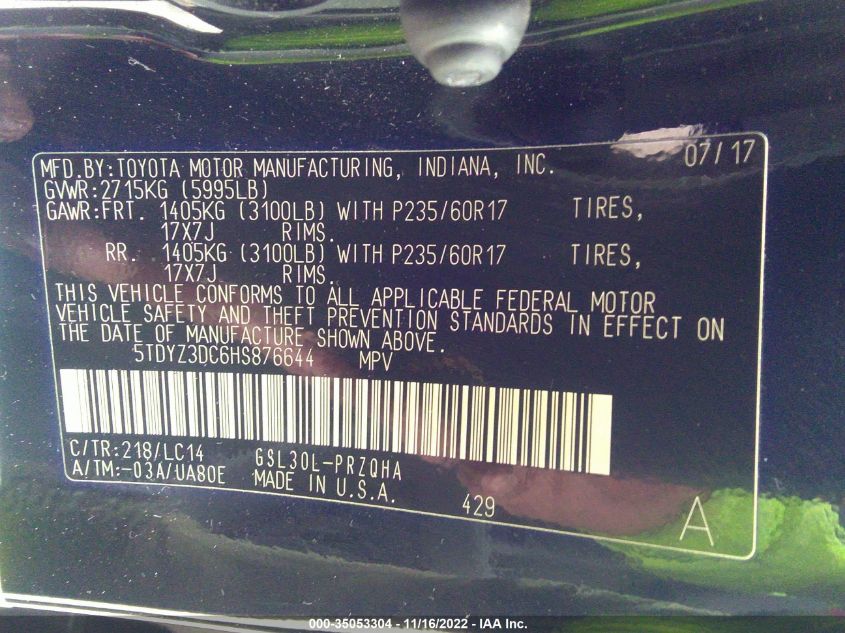 MFD.BY:TOYOTA MOTOR MANUFACTURING, INDIANA, INC. 07/17
GVWR:2715KG (5995LB)
GAWR:FRT. 1405KG (3100LB) WITH P235/60R17 TIRES,
17X7J RIMS.
RR. 1405KG (3100LB) WITH P235/60R17 TIRES,
17X7J RIMS.
THIS VEHICLE CONFORMS TO ALL APPLICABLE FEDERAL MOTOR
VEHICLE SAFETY AND THEFT PREVENTION STANDARDS IN EFFECT ON
THE DATE OF MANUFACTURE SHOWN ABOVE.
5TDYZ3DC6HS876644 MPV
C/TR:218/LC14 GSL30L-PRZQHA
A/TM:-03A/UA80E MADE IN U.S.A. 429 A
000-35053304 - 11/16/2022 - IAA Inc.